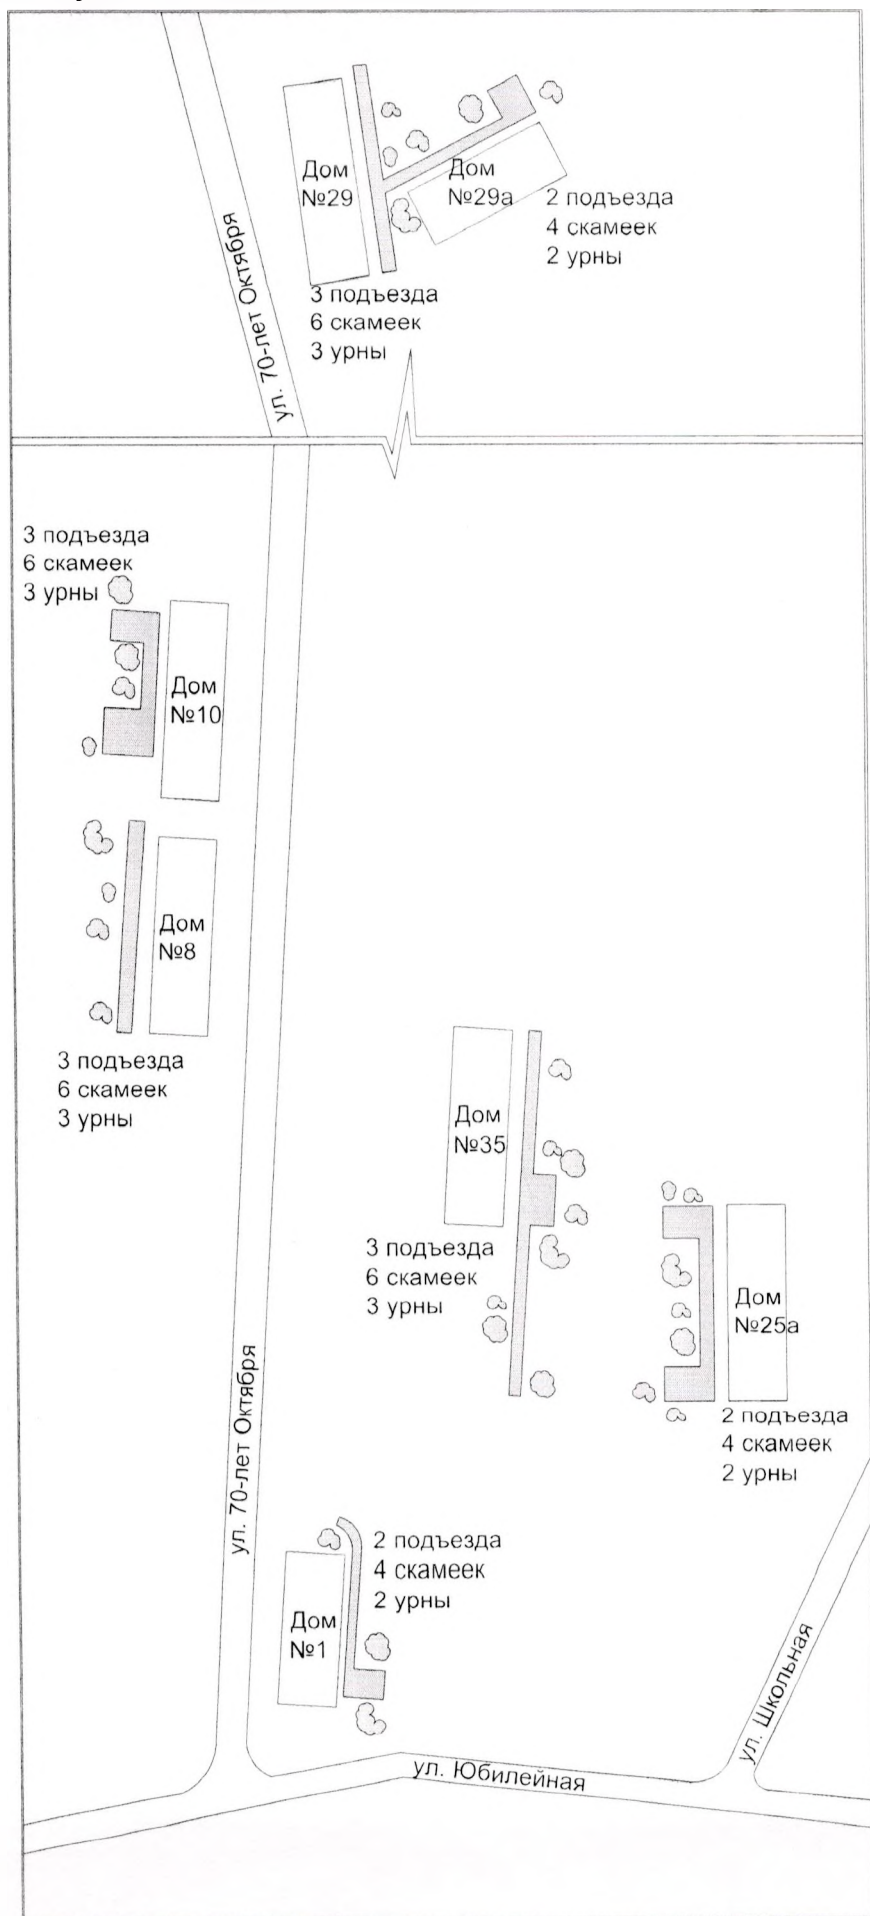 Дом
№29
Дом
№29а
2 подъезда
4 скамеек
2 урны
3 подъезда
6 скамеек
3 урны
ул. 70-лет Октября
3 подъезда
6 скамеек
3 урны
Дом
№10
Дом
№8
3 подъезда
6 скамеек
3 урны
Дом
№35
3 подъезда
6 скамеек
3 урны
Дом
№25а
2 подъезда
4 скамеек
2 урны
ул. 70-лет Октября
2 подъезда
4 скамеек
2 урны
Дом
№1
ул. Школьная
ул. Юбилейная